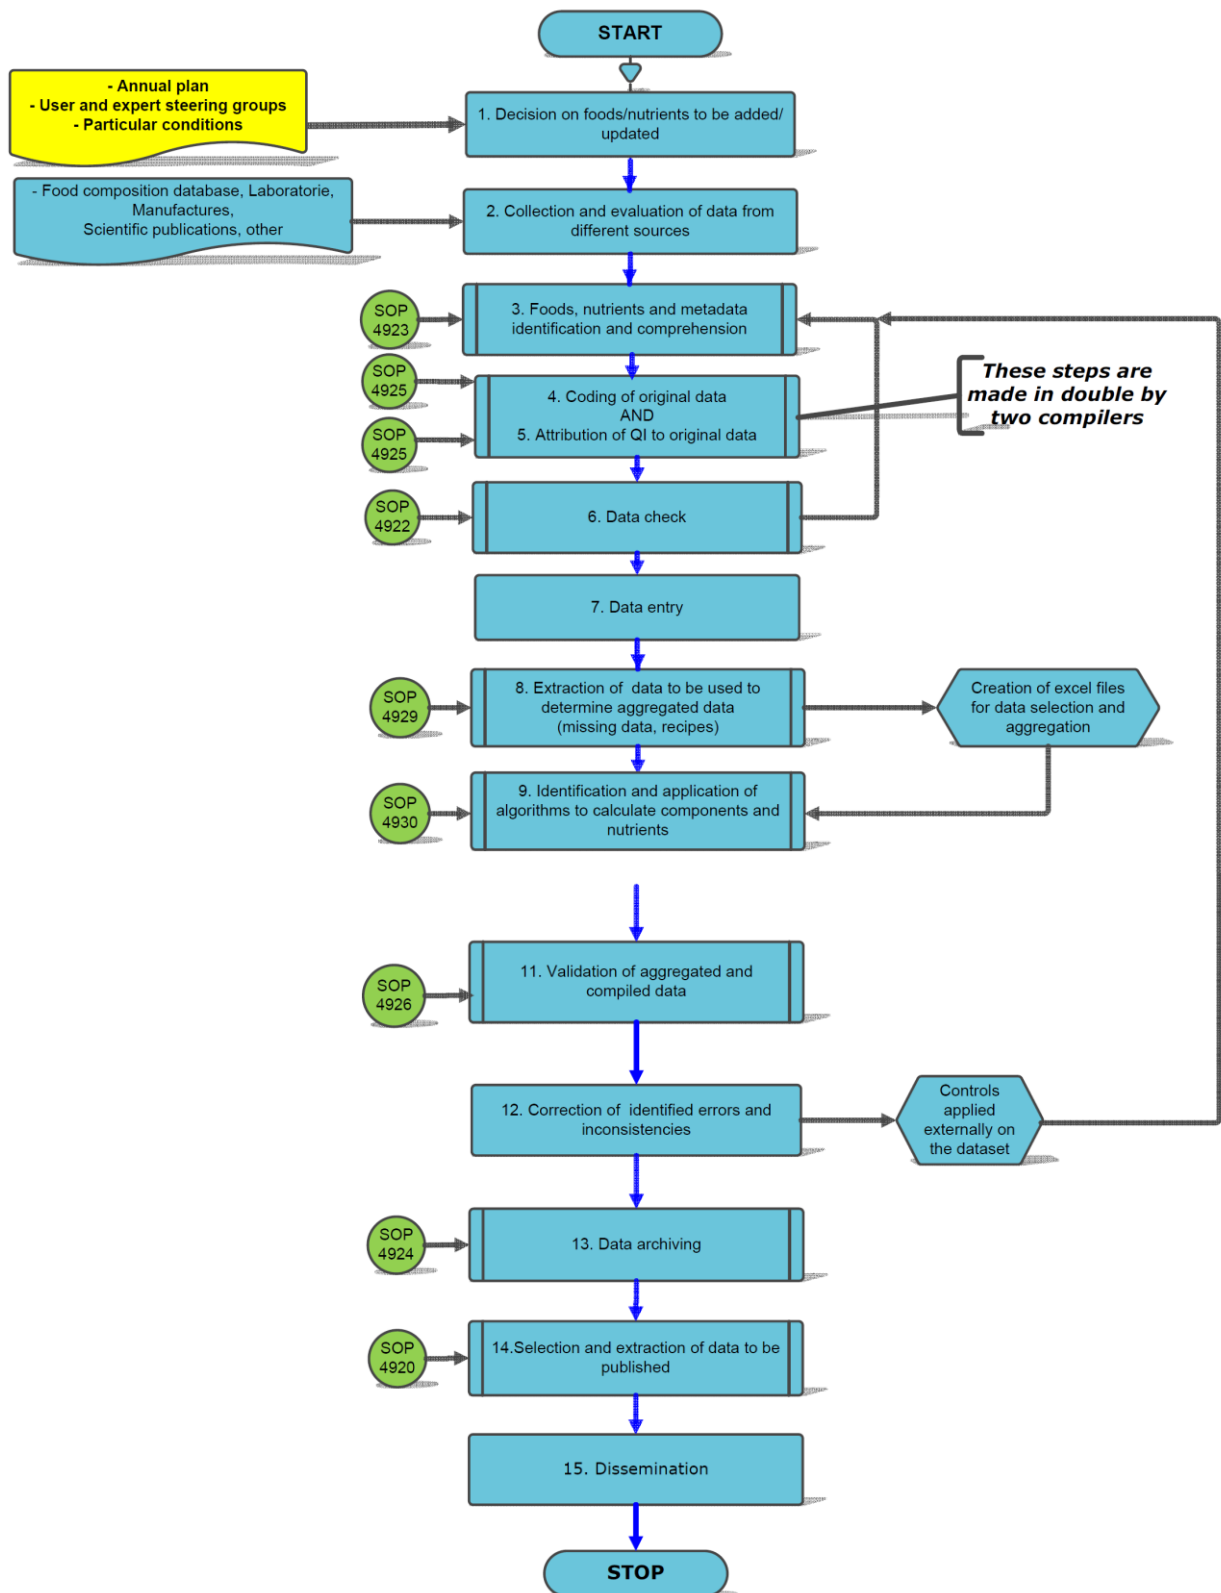 START
- Annual plan
- User and expert steering groups
- Particular conditions
1. Decision on foods/nutrients to be added/
updated
- Food composition database, Laboratorie,
Manufactures,
Scientific publications, other
2. Collection and evaluation of data from
different sources
SOP
4923
3. Foods, nutrients and metadata
identification and comprehension
SOP
4925
4. Coding of original data
AND
5. Attribution of QI to original data
SOP
4925
These steps are
made in double by
two compilers
SOP
4922
6. Data check
7. Data entry
SOP
4929
8. Extraction of data to be used to
determine aggregated data
(missing data, recipes)
Creation of excel files
for data selection and
aggregation
SOP
4930
9. Identification and application of
algorithms to calculate components and
nutrients
SOP
4926
11. Validation of aggregated and
compiled data
12. Correction of identified errors and
inconsistencies
Controls
applied
externally on
the dataset
SOP
4924
13. Data archiving
SOP
4920
14.Selection and extraction of data to be
published
15. Dissemination
STOP